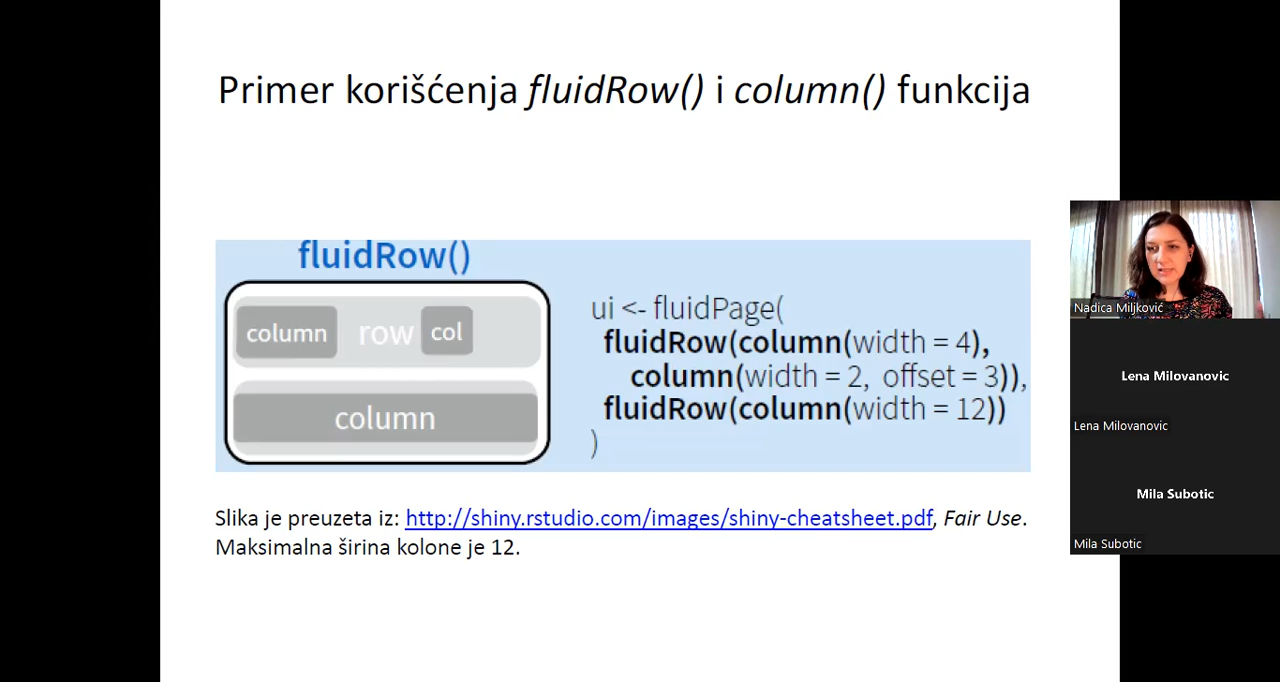 Primer korišćenja fluidRow() i column() funkcija
fluidRow()
column row col
column
ui <- fluidPage(
fluidRow(column(width = 4),
column(width = 2, offset = 3)),
fluidRow(column(width = 12))
)
Slika je preuzeta iz: http://shiny.rstudio.com/images/shiny-cheatsheet.pdf, Fair Use.
Maksimalna širina kolone je 12.
Nadica Miljković
Lena Milovanovic
Lena Milovanovic
Mila Subotic
Mila Subotic